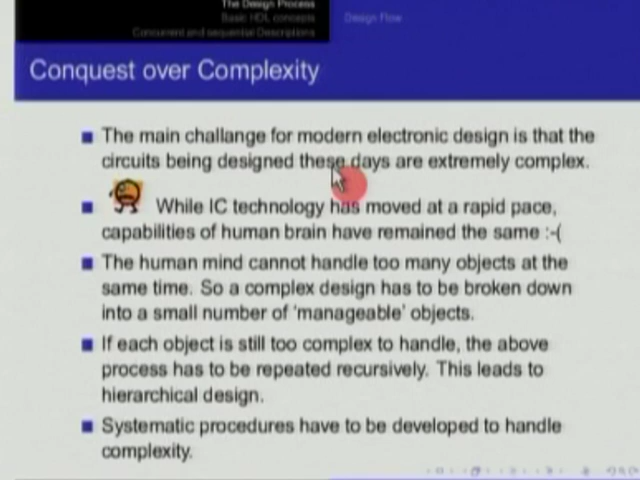 The Design Process
Basic HDL concepts
Concurrent and sequential Descriptions
Design Flow
Conquest over Complexity
The main challange for modern electronic design is that the
circuits being designed these days are extremely complex.
While IC technology has moved at a rapid pace,
capabilities of human brain have remained the same :-(
The human mind cannot handle too many objects at the
same time. So a complex design has to be broken down
into a small number of 'manageable' objects.
If each object is still too complex to handle, the above
process has to be repeated recursively. This leads to
hierarchical design.
Systematic procedures have to be developed to handle
complexity.